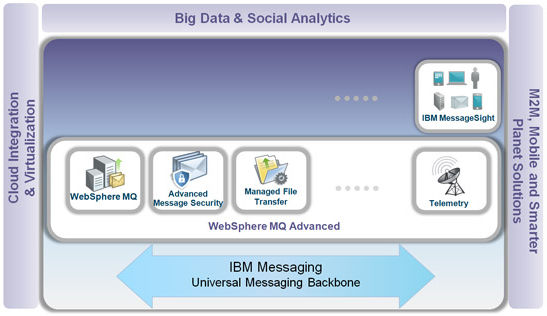 Big Data & Social Analytics
Cloud Integration
& Virtualization
IBM MessageSight
M2M, Mobile and Smarter
Planet Solutions
WebSphere MQ
Advanced
Message Security
Managed File
Transfer
Telemetry
WebSphere MQ Advanced
IBM Messaging
Universal Messaging Backbone